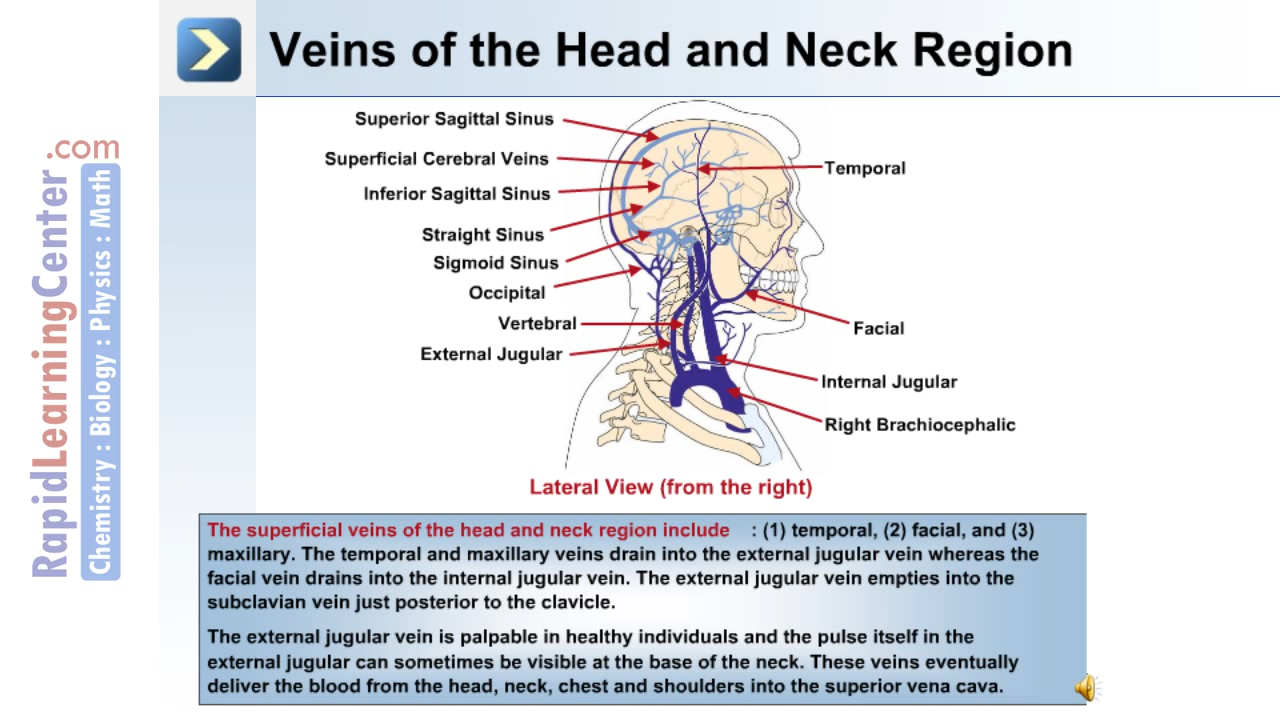 Veins of the Head and Neck Region
RapidLearningCenter.com
Chemistry : Biology : Physics : Math
Superior Sagittal Sinus
Superficial Cerebral Veins
Inferior Sagittal Sinus
Straight Sinus
Sigmoid Sinus
Occipital
Vertebral
External Jugular
Temporal
Facial
Internal Jugular
Right Brachiocephalic
Lateral View (from the right)
The superficial veins of the head and neck region include : (1) temporal, (2) facial, and (3)
maxillary. The temporal and maxillary veins drain into the external jugular vein whereas the
facial vein drains into the internal jugular vein. The external jugular vein empties into the
subclavian vein just posterior to the clavicle.
The external jugular vein is palpable in healthy individuals and the pulse itself in the
external jugular can sometimes be visible at the base of the neck. These veins eventually
deliver the blood from the head, neck, chest and shoulders into the superior vena cava.